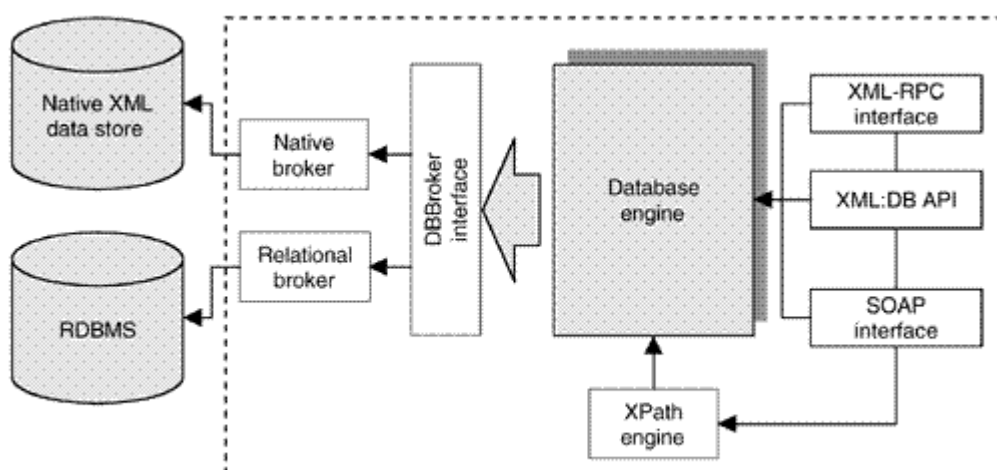 Native XML
data store
Native
broker
DBBroker
interface
Database
engine
XML-RPC
interface
XML:DB API
Relational
broker
RDBMS
SOAP
interface
XPath
engine